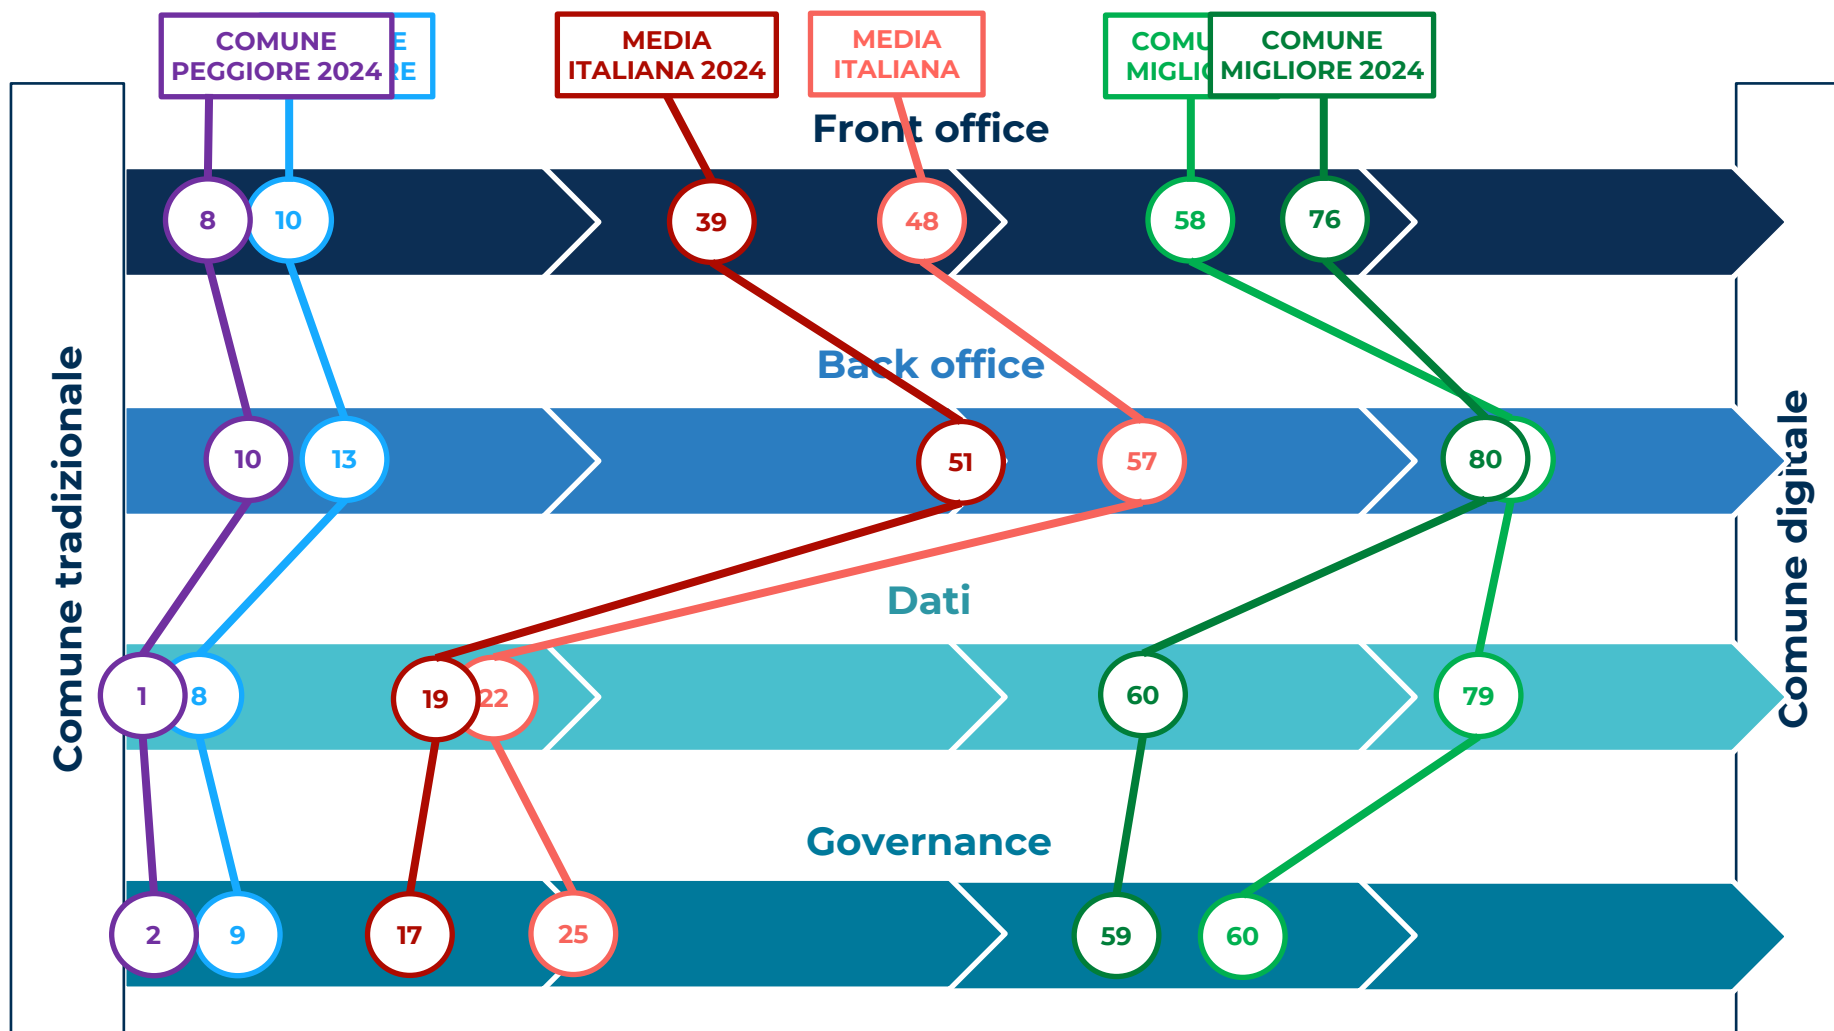 COMUNE
PEGGIORE 2024
MEDIA
ITALIANA 2024
MEDIA
ITALIANA
COMUNE
MIGLIORE 2024
Front office
8
10
39
48
58
76
Back office
10
13
51
57
80
Comune tradizionale
Comune digitale
Dati
1
8
19
22
60
79
Governance
2
9
17
25
59
60